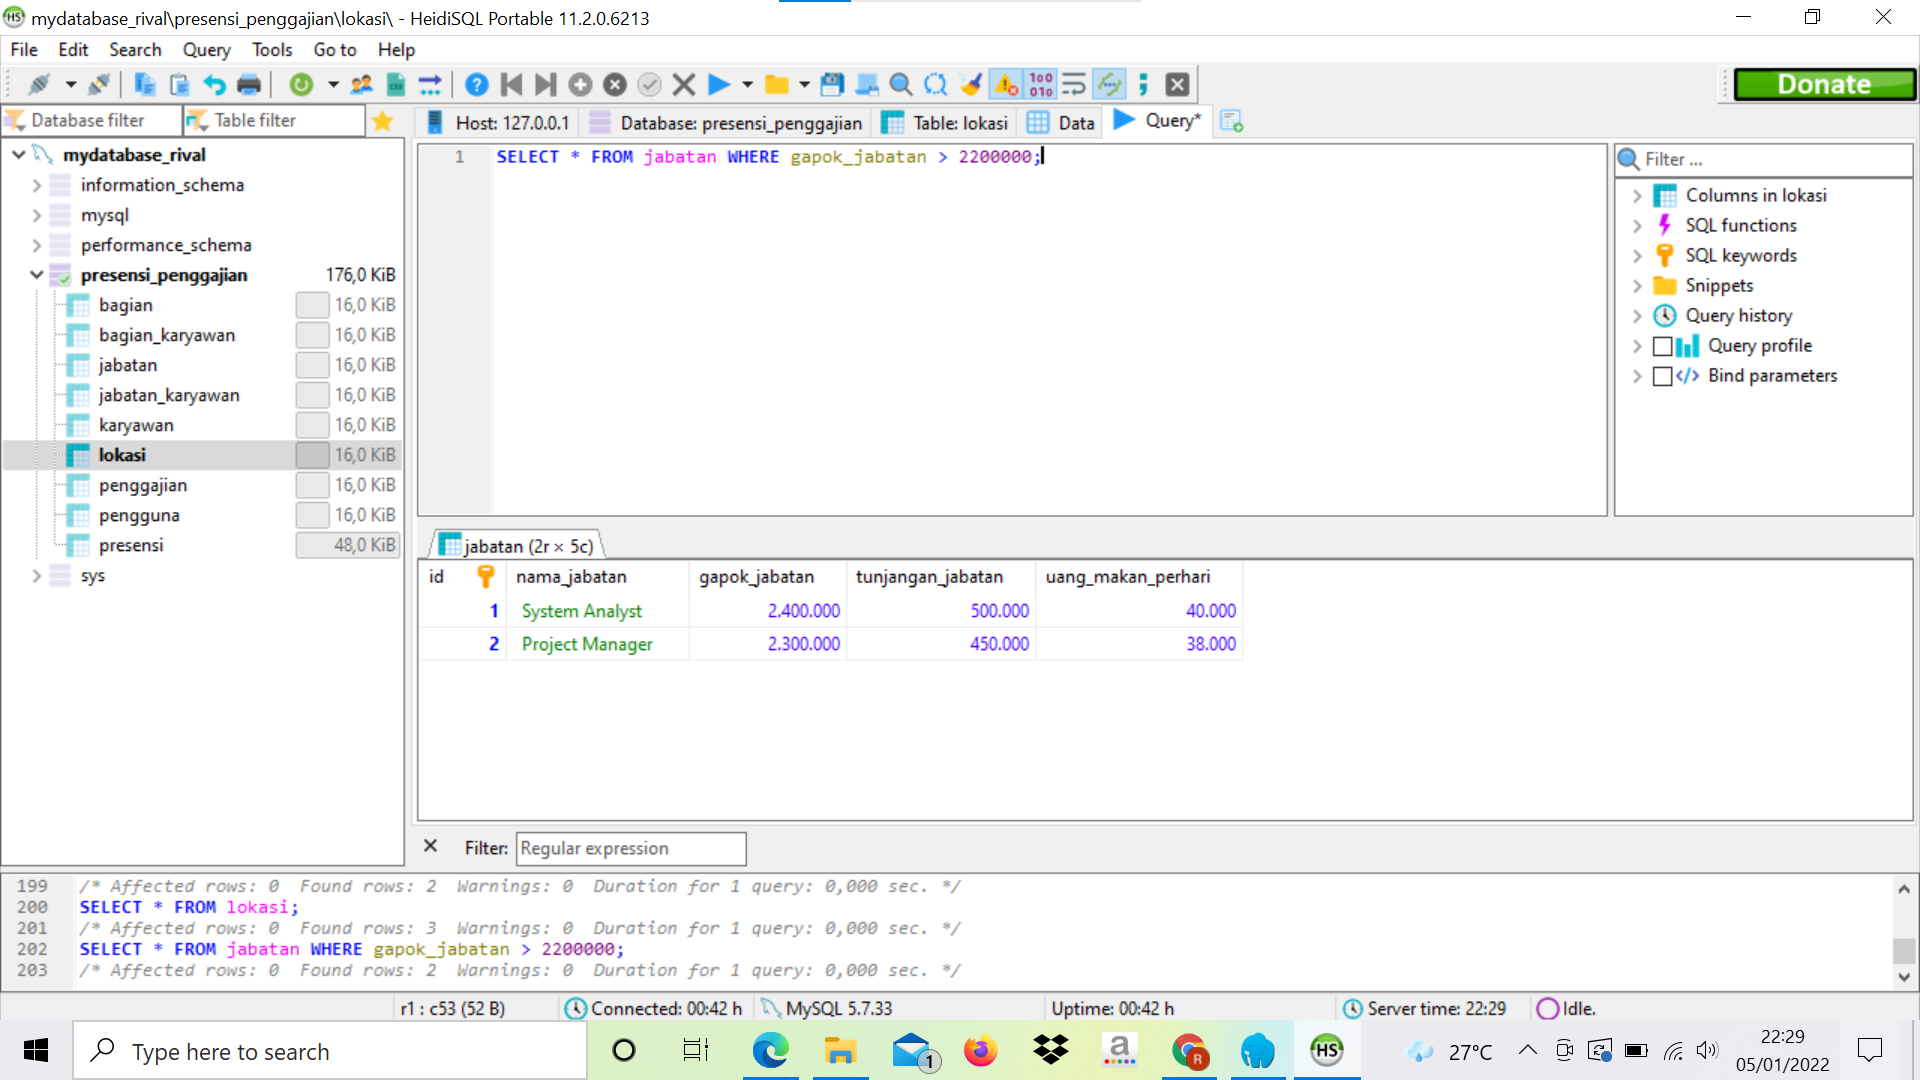 mydatabase_rival\presensi_penggajian\lokasi\ - HeidiSQL Portable 11.2.0.6213
File Edit Search Query Tools Go to Help
Donate
Database filter
Table filter
Host: 127.0.0.1
Database: presensi_penggajian
Table: lokasi
Data
Query*
mydatabase_rival
information_schema
mysql
performance_schema
presensi_penggajian 176,0 KiB
bagian 16,0 KiB
bagian_karyawan 16,0 KiB
jabatan 16,0 KiB
jabatan_karyawan 16,0 KiB
karyawan 16,0 KiB
lokasi 16,0 KiB
penggajian 16,0 KiB
pengguna 16,0 KiB
presensi 48,0 KiB
sys
1 SELECT * FROM jabatan WHERE gapok_jabatan > 2200000;
Filter ...
Columns in lokasi
SQL functions
SQL keywords
Snippets
Query history
Query profile
Bind parameters
jabatan (2r × 5c)
id nama_jabatan gapok_jabatan tunjangan_jabatan uang_makan_perhari
1 System Analyst 2.400.000 500.000 40.000
2 Project Manager 2.300.000 450.000 38.000
Filter: Regular expression
199 /* Affected rows: 0 Found rows: 2 Warnings: 0 Duration for 1 query: 0,000 sec. */
200 SELECT * FROM lokasi;
201 /* Affected rows: 0 Found rows: 3 Warnings: 0 Duration for 1 query: 0,000 sec. */
202 SELECT * FROM jabatan WHERE gapok_jabatan > 2200000;
203 /* Affected rows: 0 Found rows: 2 Warnings: 0 Duration for 1 query: 0,000 sec. */
r1 : c53 (52 B) Connected: 00:42 h MySQL 5.7.33 Uptime: 00:42 h Server time: 22:29 Idle.
Type here to search
1
a
R
HS
27°C
22:29
05/01/2022